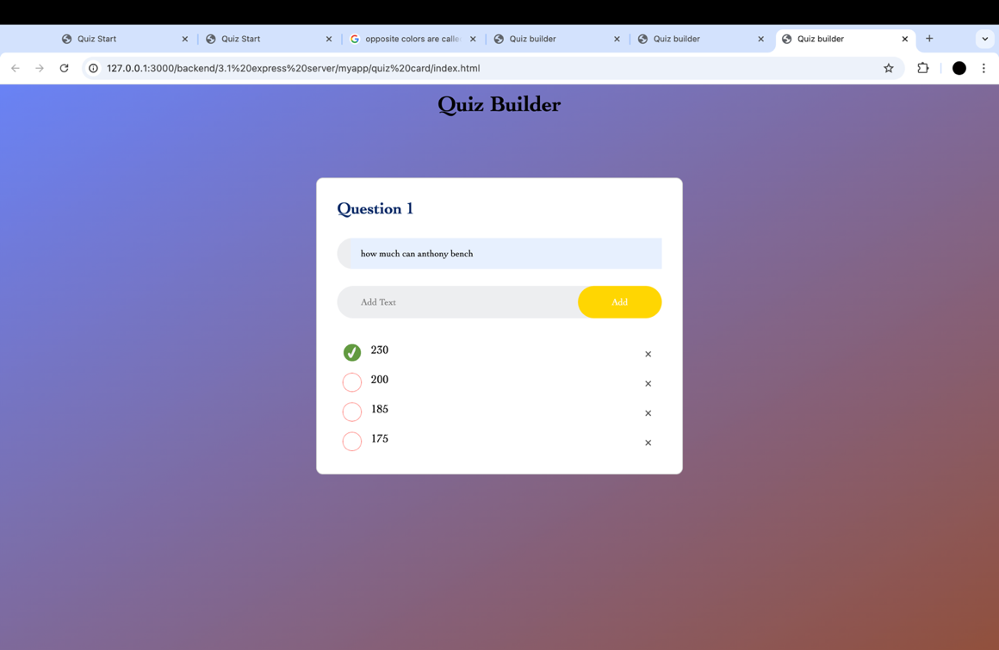 Quiz Start
Quiz Start
opposite colors are calle
Quiz builder
Quiz builder
Quiz builder
127.0.0.1:3000/backend/3.1%20express%20server/myapp/quiz%20card/index.html
Quiz Builder
Question 1
how much can anthony bench
Add Text
Add
230
200
185
175